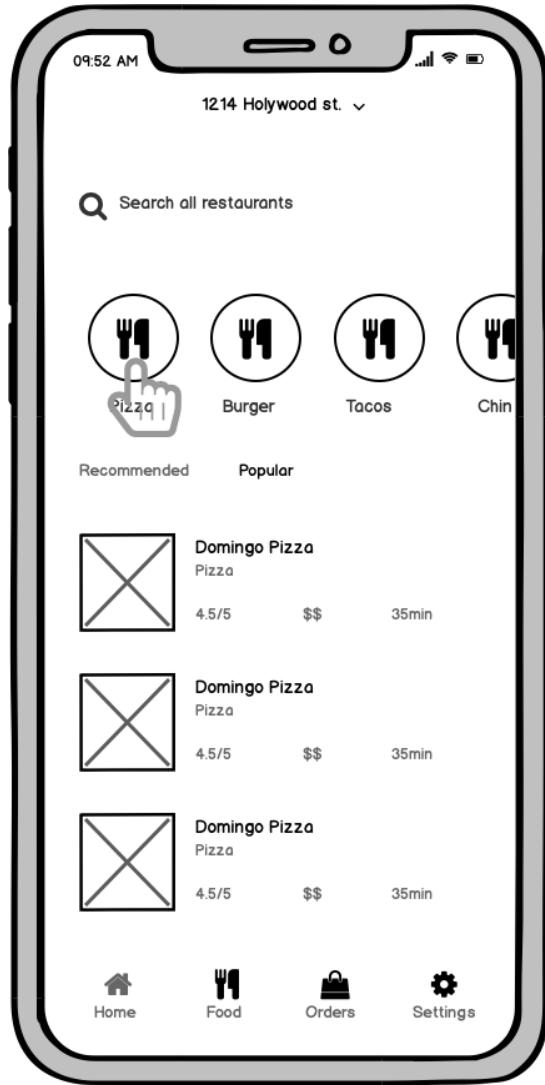 09:52 AM
1214 Holywood st.
Search all restaurants
Pizza Burger Tacos Chin
Recommended Popular
Domingo Pizza
Pizza
4.5/5 $$ 35min
Domingo Pizza
Pizza
4.5/5 $$ 35min
Domingo Pizza
Pizza
4.5/5 $$ 35min
Home Food Orders Settings